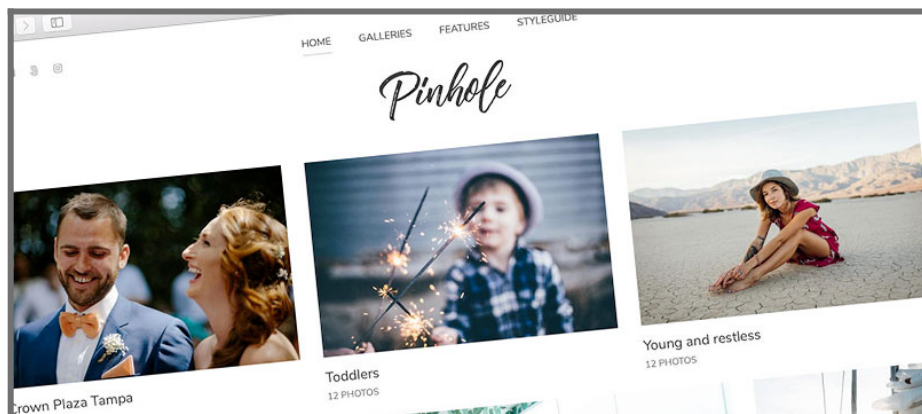 HOME GALLERIES FEATURES STYLEGUIDE
Pinhole
Crown Plaza Tampa
Toddlers
12 PHOTOS
Young and restless
12 PHOTOS